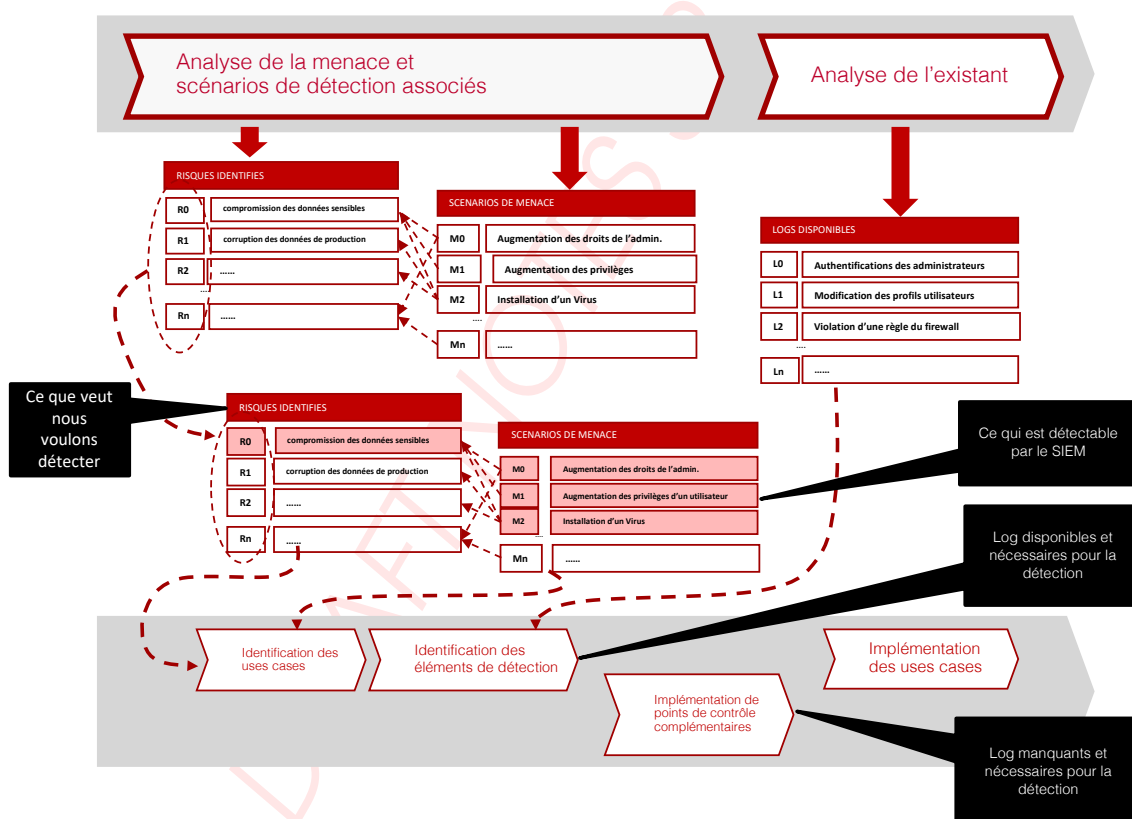 Analyse de la menace et
scénarios de détection associés
Analyse de l'existant
RISQUES IDENTIFIES
R0 compromission des données sensibles
R1 corruption des données de production
R2 ......
....
Rn ......
SCENARIOS DE MENACE
M0 Augmentation des droits de l'admin.
M1 Augmentation des privilèges
M2 Installation d'un Virus
....
Mn ......
LOGS DISPONIBLES
L0 Authentifications des administrateurs
L1 Modification des profils utilisateurs
L2 Violation d'une règle du firewall
....
Ln ......
Ce que veut
nous
voulons
détecter
RISQUES IDENTIFIES
R0 compromission des données sensibles
R1 corruption des données de production
R2 ......
Rn ......
SCENARIOS DE MENACE
M0 Augmentation des droits de l'admin.
M1 Augmentation des privilèges d'un utilisateur
M2 Installation d'un Virus
....
Mn ......
Ce qui est détectable
par le SIEM
Log disponibles et
nécessaires pour la
détection
Identification des
uses cases
Identification des
éléments de détection
Implémentation de
points de contrôle
complémentaires
Implémentation
des uses cases
Log manquants et
nécessaires pour la
détection